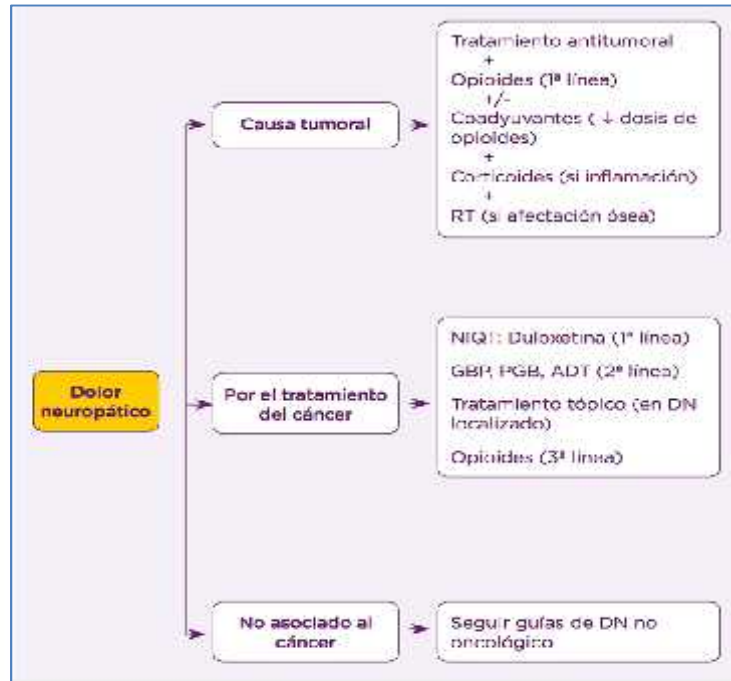 Tratamiento antitumoral
+
Opioides (1ª línea)
+/-
Coadyuvantes (↓ dosis de
opioides)
+
Corticoides (si inflamación)
+
RT (si afectación ósea)
Causa tumoral
Dolor
neuropático
Por el tratamiento
del cáncer
NIQT: Duloxetina (1ª línea)
GBP, PGB, ADT (2ª línea)
Tratamiento tópico (en DN
localizado)
Opioides (3ª línea)
No asociado al
cáncer
Seguir guías de DN no
oncológico